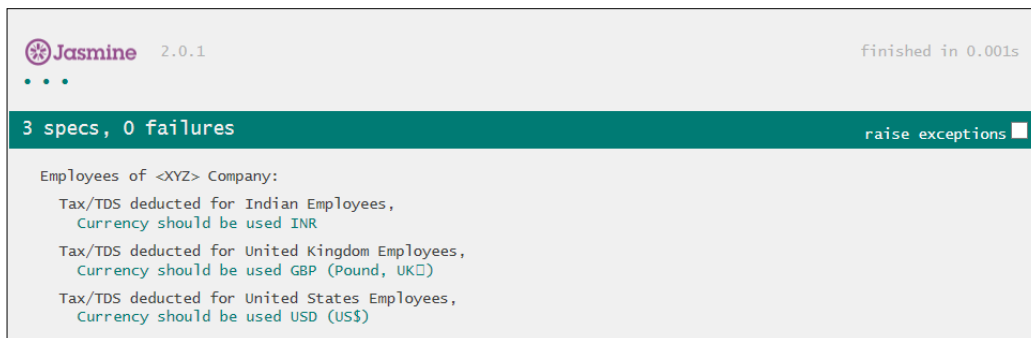 Jasmine 2.0.1 finished in 0.001s
• • •
3 specs, 0 failures raise exceptions
Employees of <XYZ> Company:
Tax/TDS deducted for Indian Employees,
Currency should be used INR
Tax/TDS deducted for United Kingdom Employees,
Currency should be used GBP (Pound, UK▯)
Tax/TDS deducted for United States Employees,
Currency should be used USD (US$)